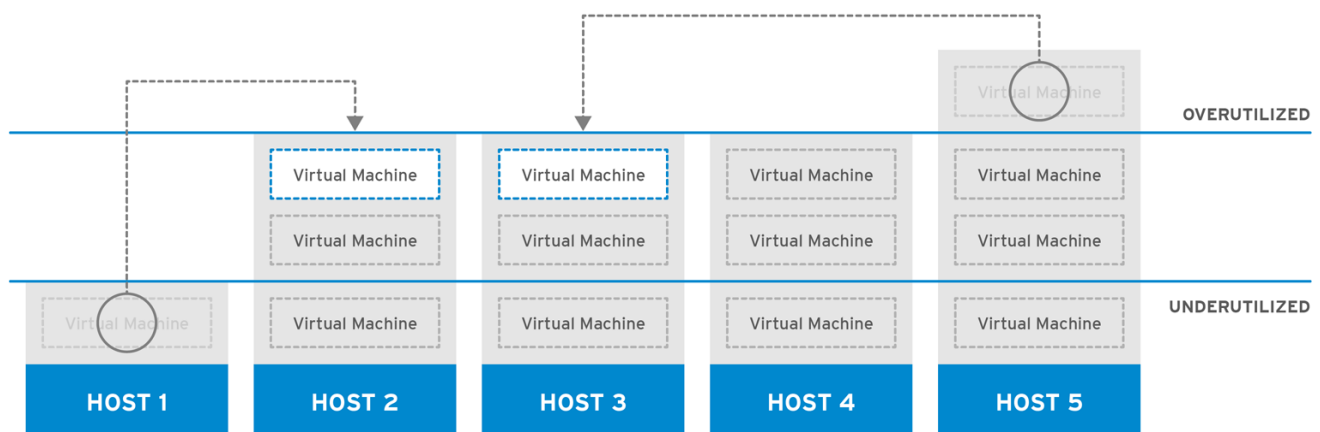 Virtual Machine
OVERUTILIZED
Virtual Machine Virtual Machine Virtual Machine Virtual Machine
Virtual Machine Virtual Machine Virtual Machine Virtual Machine
UNDERUTILIZED
Virtual Machine Virtual Machine Virtual Machine Virtual Machine Virtual Machine
HOST 1 HOST 2 HOST 3 HOST 4 HOST 5